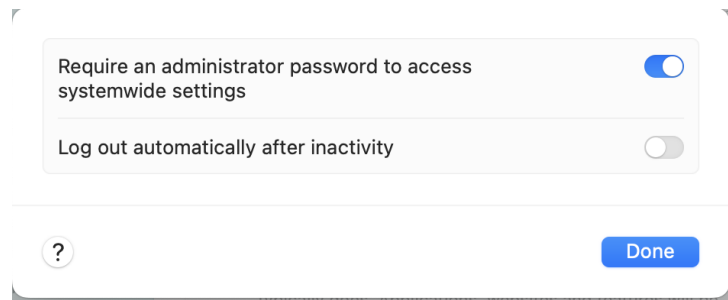 Require an administrator password to access
systemwide settings
Log out automatically after inactivity
?
Done